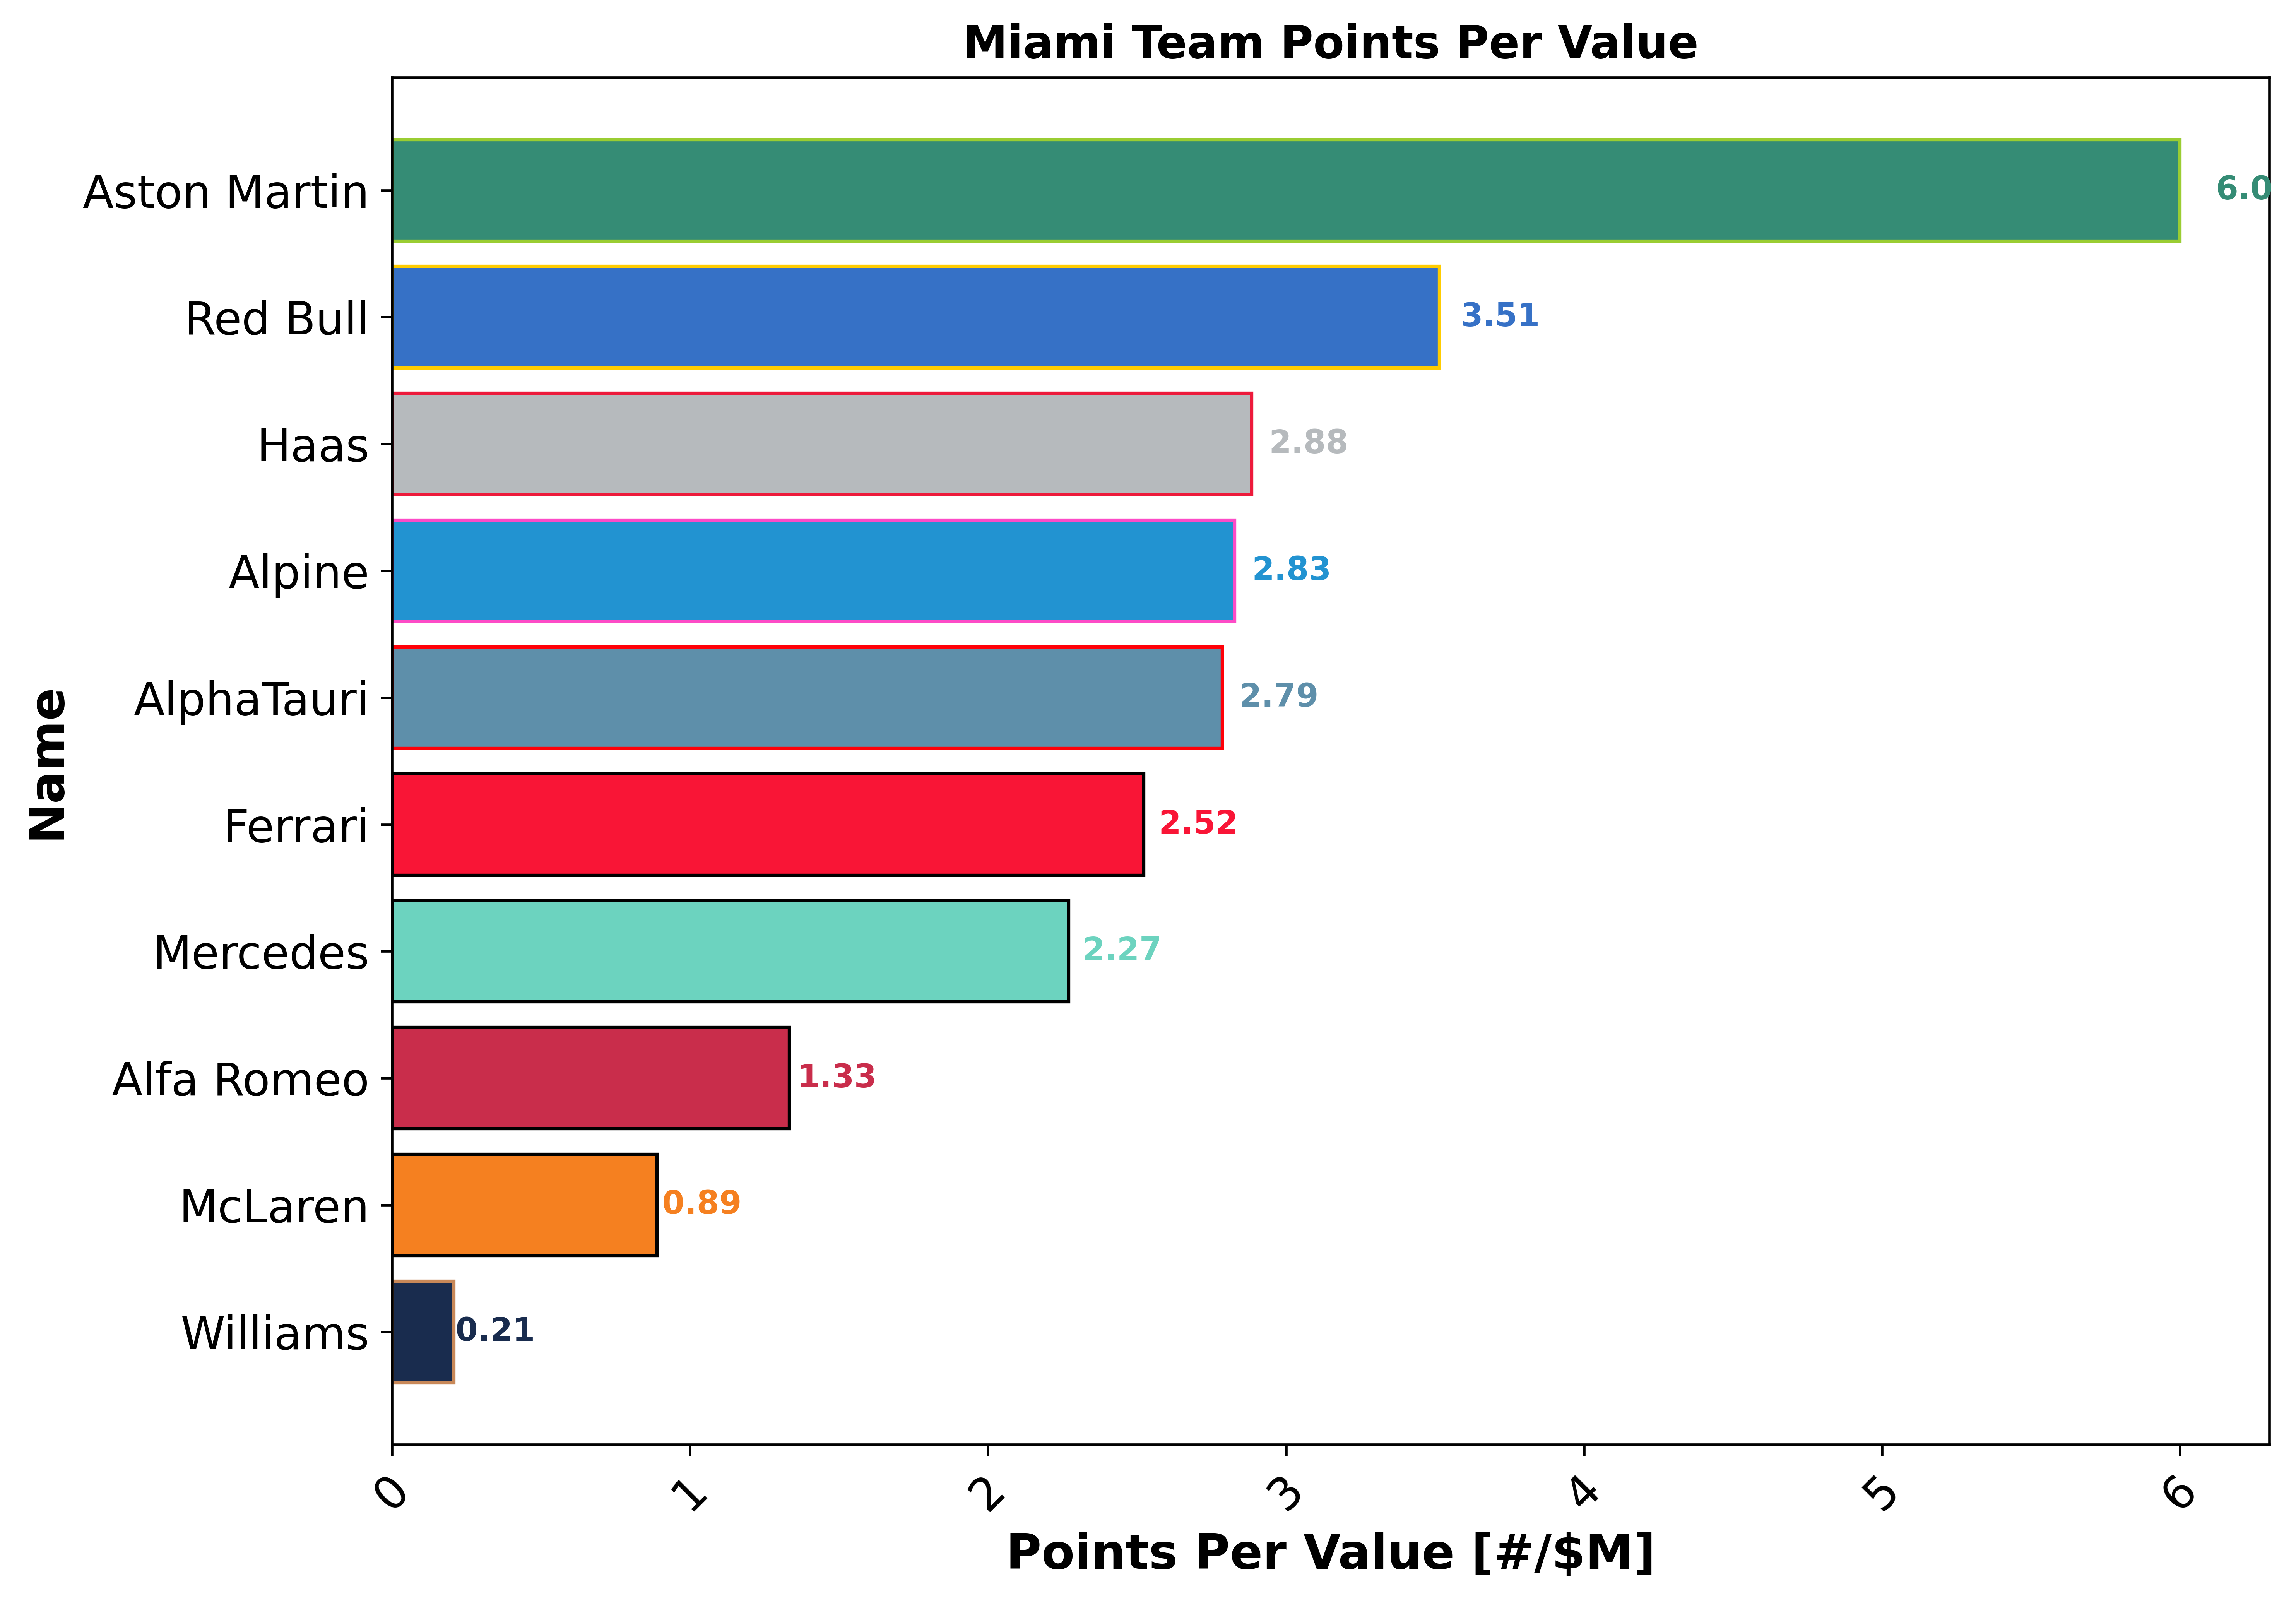 Miami Team Points Per Value
Aston Martin
6.0
Red Bull
3.51
Haas
2.88
Alpine
2.83
AlphaTauri
2.79
Ferrari
2.52
Mercedes
2.27
Alfa Romeo
1.33
McLaren
0.89
Williams
0.21
Name
0 1 2 3 4 5 6
Points Per Value [#/$M]